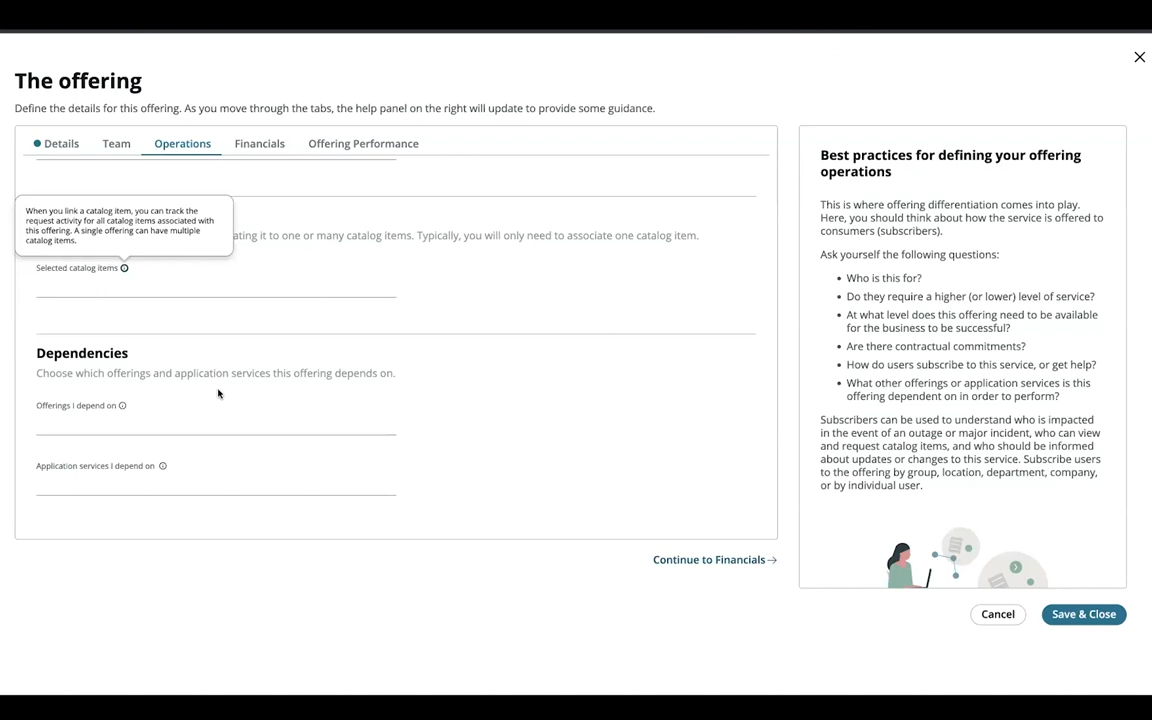 The offering
Define the details for this offering. As you move through the tabs, the help panel on the right will update to provide some guidance.
Details Team Operations Financials Offering Performance
When you link a catalog item, you can track the
request activity for all catalog items associated with
this offering. A single offering can have multiple
catalog items.
ating it to one or many catalog items. Typically, you will only need to associate one catalog item.
Selected catalog items
Dependencies
Choose which offerings and application services this offering depends on.
Offerings I depend on
Application services I depend on
Continue to Financials
Best practices for defining your offering
operations
This is where offering differentiation comes into play.
Here, you should think about how the service is offered to
consumers (subscribers).
Ask yourself the following questions:
• Who is this for?
• Do they require a higher (or lower) level of service?
• At what level does this offering need to be available
for the business to be successful?
• Are there contractual commitments?
• How do users subscribe to this service, or get help?
• What other offerings or application services is this
offering dependent on in order to perform?
Subscribers can be used to understand who is impacted
in the event of an outage or major incident, who can view
and request catalog items, and who should be informed
about updates or changes to this service. Subscribe users
to the offering by group, location, department, company,
or by individual user.
Cancel Save & Close